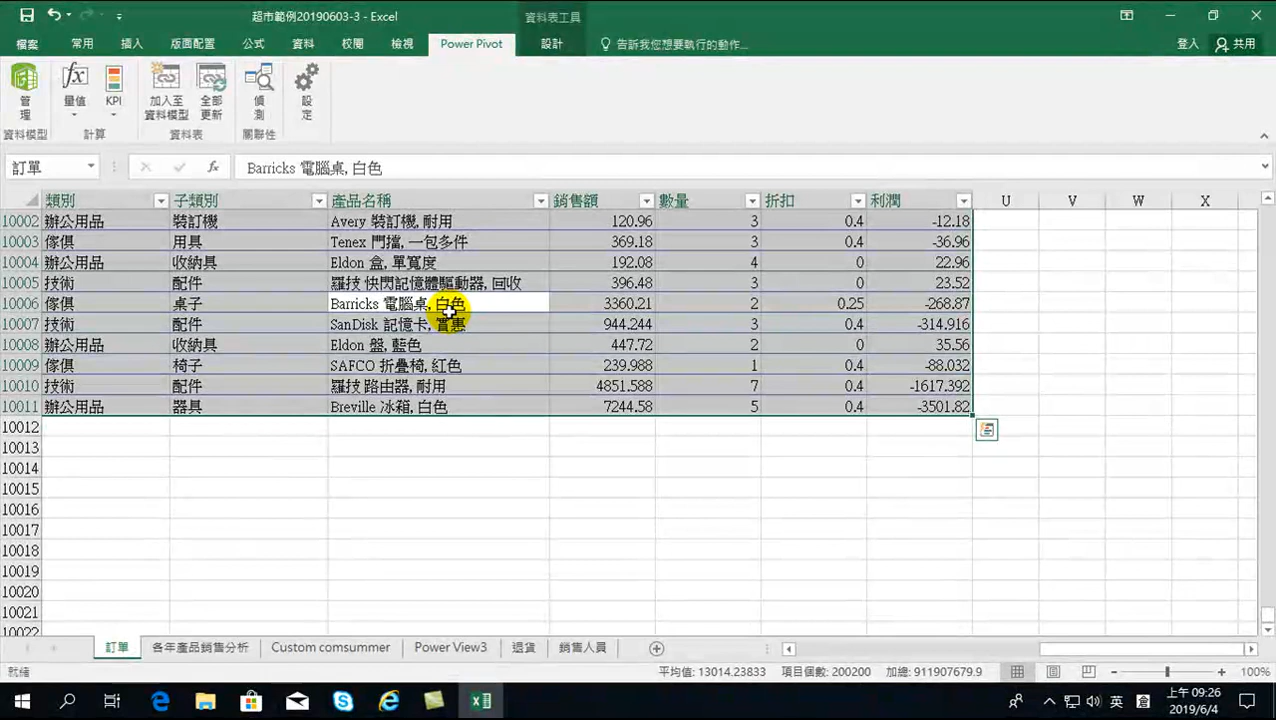 超市範例20190603-3 - Excel
資料表工具
檔案 常用 插入 版面配置 公式 資料 校閱 檢視 Power Pivot 設計 告訴我您想要執行的動作... 登入 共用
管理 fx 量值 KPI 加入至資料模型 全部更新 偵測 設定
資料模型 計算 資料表 關聯性
訂單 fx Barricks 電腦桌, 白色
類別 子類別 產品名稱 銷售額 數量 折扣 利潤 U V W X
10002 辦公用品 裝訂機 Avery 裝訂機, 耐用 120.96 3 0.4 -12.18
10003 傢俱 用具 Tenex 門擋, 一包多件 369.18 3 0.4 -36.96
10004 辦公用品 收納具 Eldon 盒, 單寬度 192.08 4 0 22.96
10005 技術 配件 羅技 快閃記憶體驅動器, 回收 396.48 3 0 23.52
10006 傢俱 桌子 Barricks 電腦桌, 白色 3360.21 2 0.25 -268.87
10007 技術 配件 SanDisk 記憶卡, 實惠 944.244 3 0.4 -314.916
10008 辦公用品 收納具 Eldon 盤, 藍色 447.72 2 0 35.56
10009 傢俱 椅子 SAFCO 折疊椅, 紅色 239.988 1 0.4 -88.032
10010 技術 配件 羅技 路由器, 耐用 4851.588 7 0.4 -1617.392
10011 辦公用品 器具 Breville 冰箱, 白色 7244.58 5 0.4 -3501.82
10012
10013
10014
10015
10016
10017
10018
10019
10020
10021
10022
訂單 各年產品銷售分析 Custom comsummer Power View3 退貨 銷售人員
就緒 平均值: 13014.23833 項目個數: 200200 加總: 911907679.9 100%
英 上午 09:26
2019/6/4